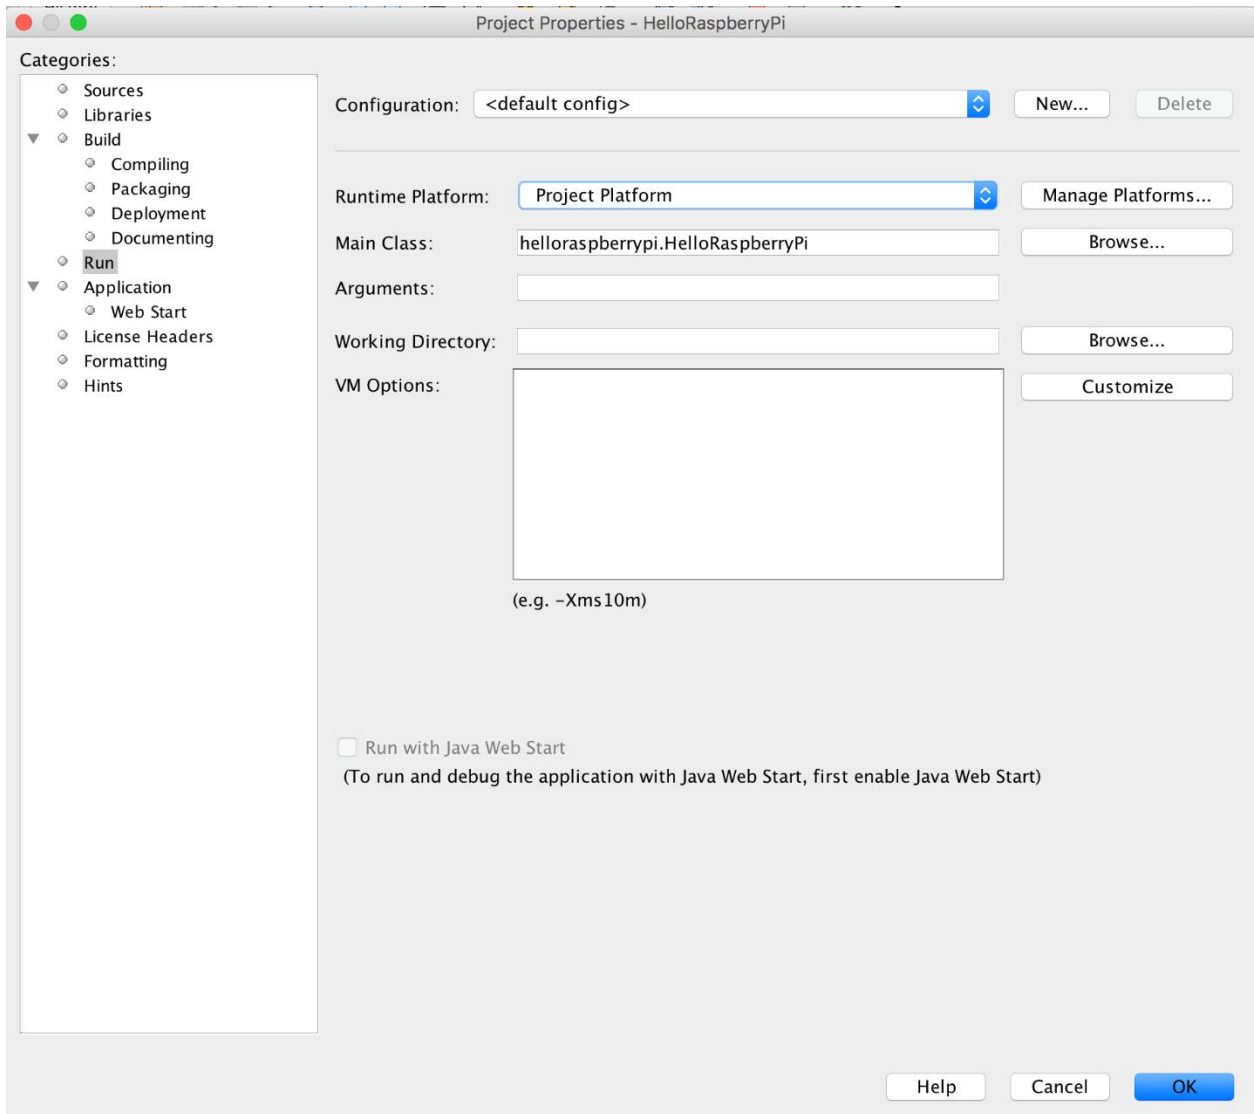 Project Properties - HelloRaspberryPi
Categories:
Sources
Libraries
Build
Compiling
Packaging
Deployment
Documenting
Run
Application
Web Start
License Headers
Formatting
Hints
Configuration: <default config> New... Delete
Runtime Platform: Project Platform Manage Platforms...
Main Class: helloraspberrypi.HelloRaspberryPi Browse...
Arguments:
Working Directory: Browse...
VM Options: Customize
(e.g. -Xms10m)
Run with Java Web Start
(To run and debug the application with Java Web Start, first enable Java Web Start)
Help Cancel OK